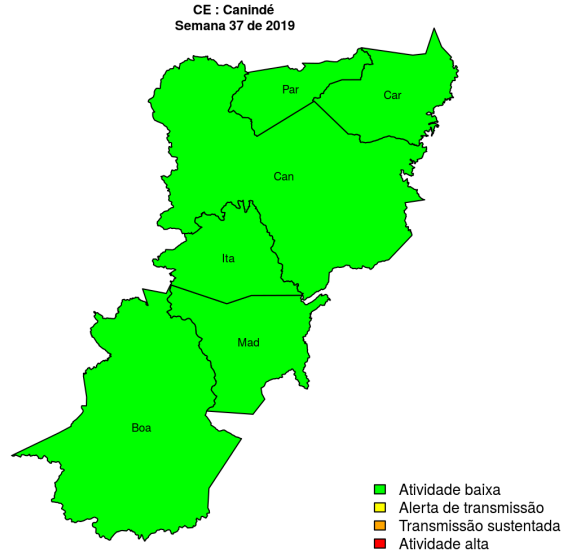 CE : Canindé
Semana 37 de 2019
Par
Car
Can
Ita
Mad
Boa
Atividade baixa
Alerta de transmissão
Transmissão sustentada
Atividade alta